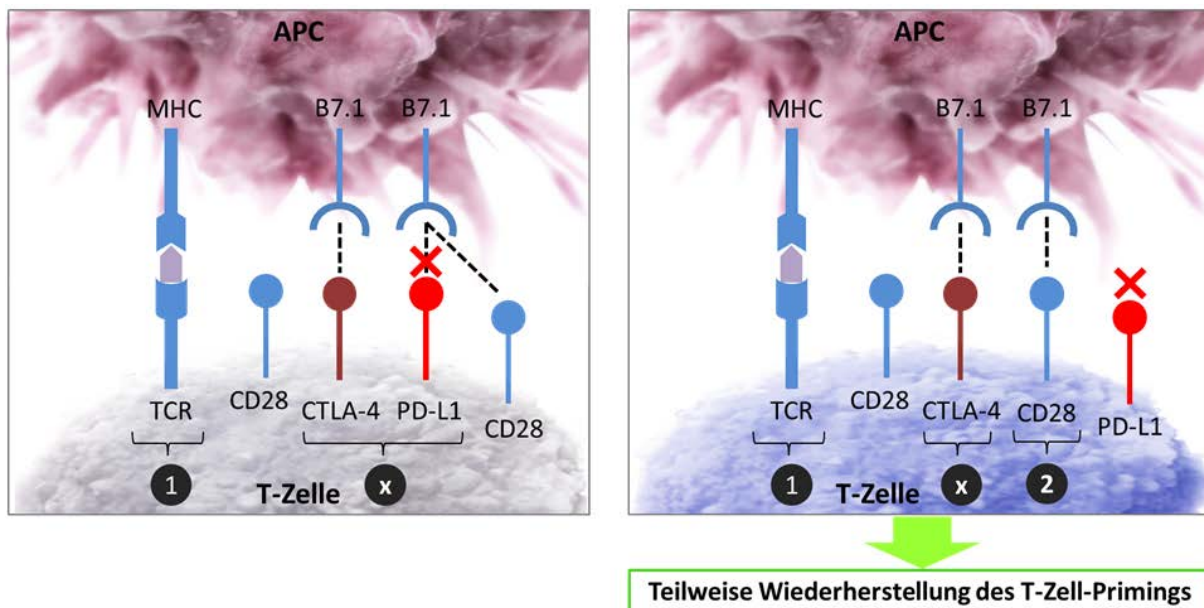 APC
MHC B7.1 B7.1
TCR CD28 CTLA-4 PD-L1 CD28
1 T-Zelle x
APC
MHC B7.1 B7.1
TCR CD28 CTLA-4 CD28 PD-L1
1 T-Zelle x 2
Teilweise Wiederherstellung des T-Zell-Primings